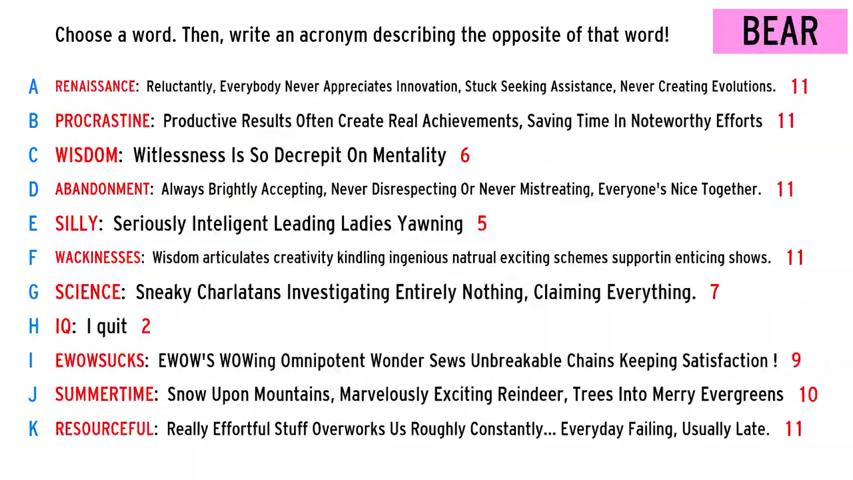 Choose a word. Then, write an acronym describing the opposite of that word!
BEAR
A RENAISSANCE: Reluctantly, Everybody Never Appreciates Innovation, Stuck Seeking Assistance, Never Creating Evolutions. 11
B PROCRASTINE: Productive Results Often Create Real Achievements, Saving Time In Noteworthy Efforts 11
C WISDOM: Witlessness Is So Decrepit On Mentality 6
D ABANDONMENT: Always Brightly Accepting, Never Disrespecting Or Never Mistreating, Everyone's Nice Together. 11
E SILLY: Seriously Inteligent Leading Ladies Yawning 5
F WACKINESSES: Wisdom articulates creativity kindling ingenious natrual exciting schemes supportin enticing shows. 11
G SCIENCE: Sneaky Charlatans Investigating Entirely Nothing, Claiming Everything. 7
H IQ: I quit 2
I EWOWSUCKS: EWOW'S WOWing Omnipotent Wonder Sews Unbreakable Chains Keeping Satisfaction ! 9
J SUMMERTIME: Snow Upon Mountains, Marvelously Exciting Reindeer, Trees Into Merry Evergreens 10
K RESOURCEFUL: Really Effortful Stuff Overworks Us Roughly Constantly... Everyday Failing, Usually Late. 11